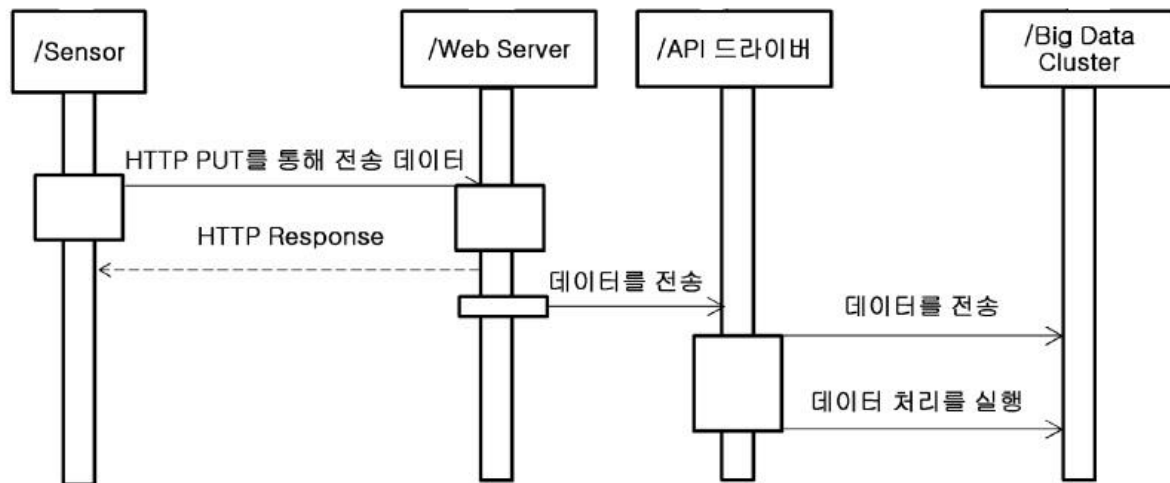 /Sensor
/Web Server
/API 드라이버
/Big Data
Cluster
HTTP PUT를 통해 전송 데이터
HTTP Response
데이터를 전송
데이터를 전송
데이터 처리를 실행